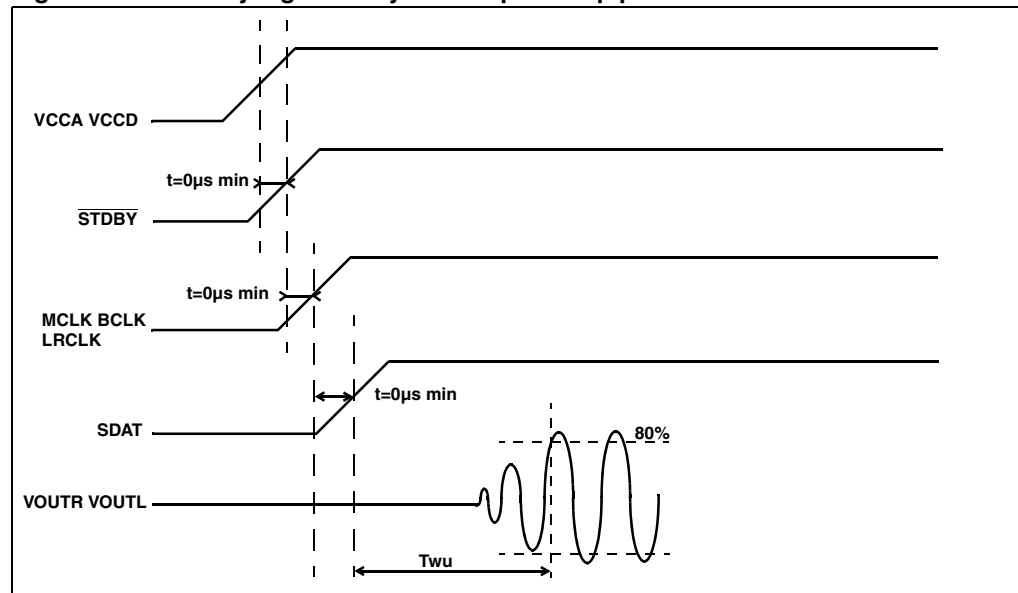 VCCA VCCD
t=0µs min
STDBY
t=0µs min
MCLK BCLK
LRCLK
t=0µs min
SDAT
80%
VOUTR VOUTL
Twu